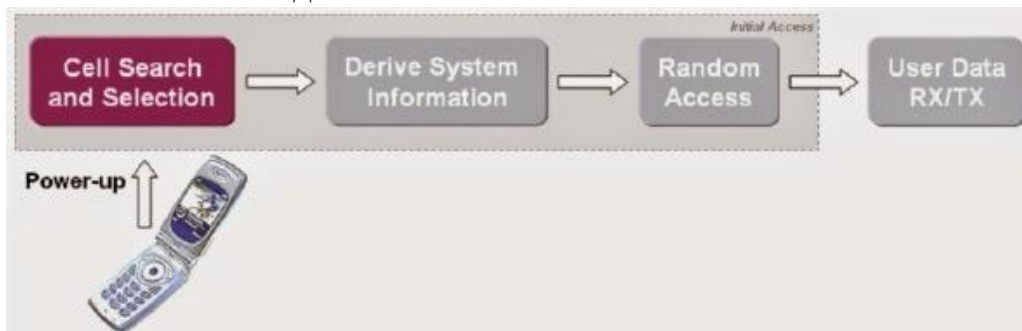 Initial Access
Cell Search
and Selection
Derive System
Information
Random
Access
User Data
RX/TX
Power-up